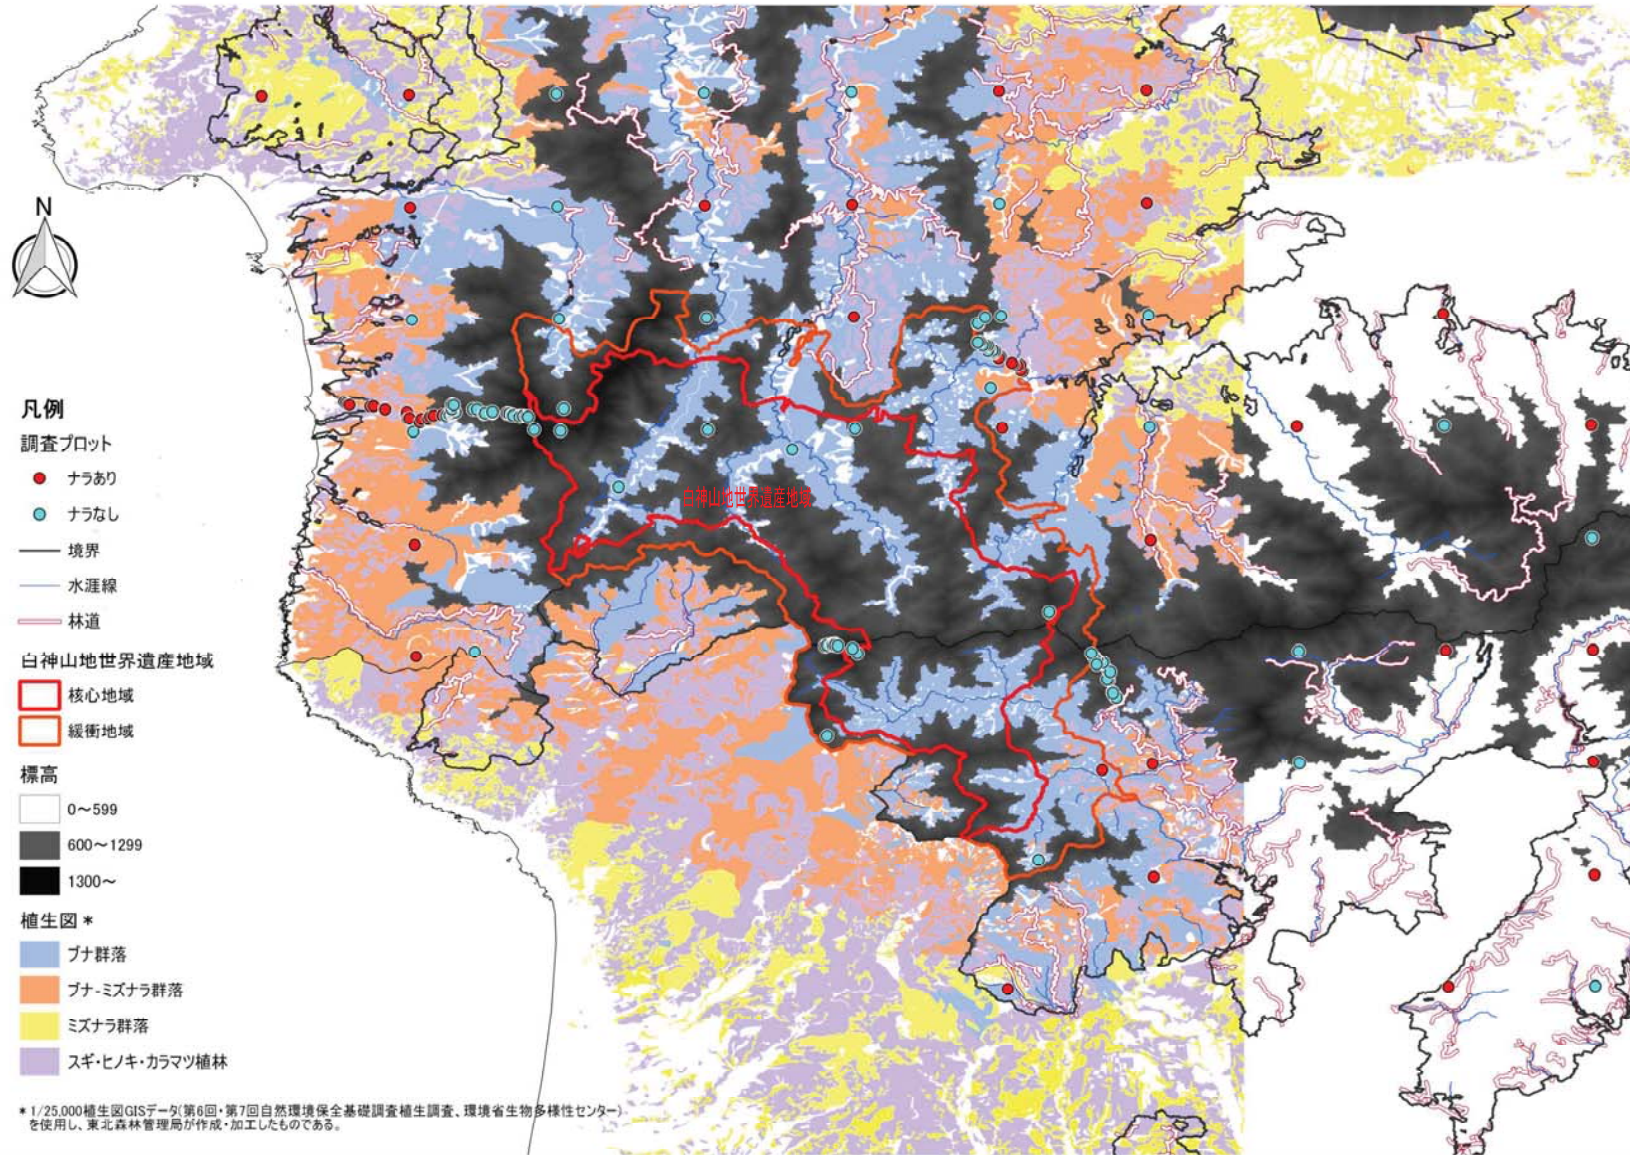 N
凡例
調査プロット
ナラあり
ナラなし
境界
水涯線
林道
白神山地世界遺産地域
核心地域
緩衝地域
標高
0～599
600～1299
1300～
植生図*
ブナ群落
ブナ-ミズナラ群落
ミズナラ群落
スギ・ヒノキ・カラマツ植林
* 1/25,000植生図GISデータ(第6回・第7回自然環境保全基礎調査植生調査、環境省生物多様性センター)
を使用し、東北森林管理局が作成・加工したものである。
白神山地世界遺産地域